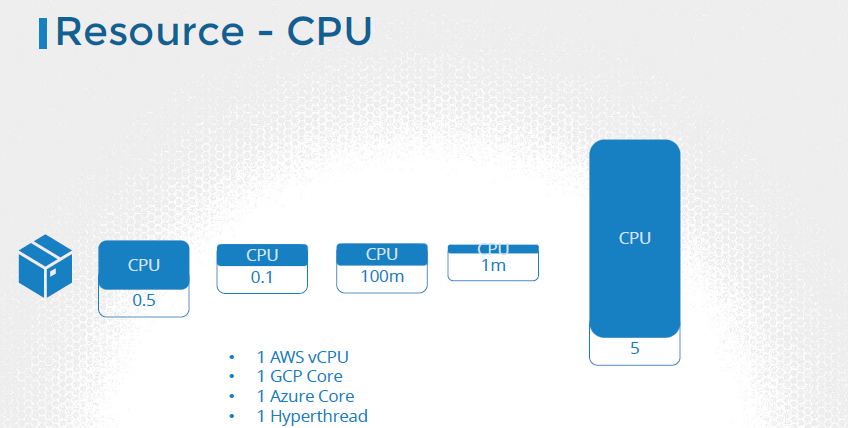 Resource - CPU
CPU
0.5
CPU
0.1
CPU
100m
CPU
1m
CPU
5
• 1 AWS vCPU
• 1 GCP Core
• 1 Azure Core
• 1 Hyperthread